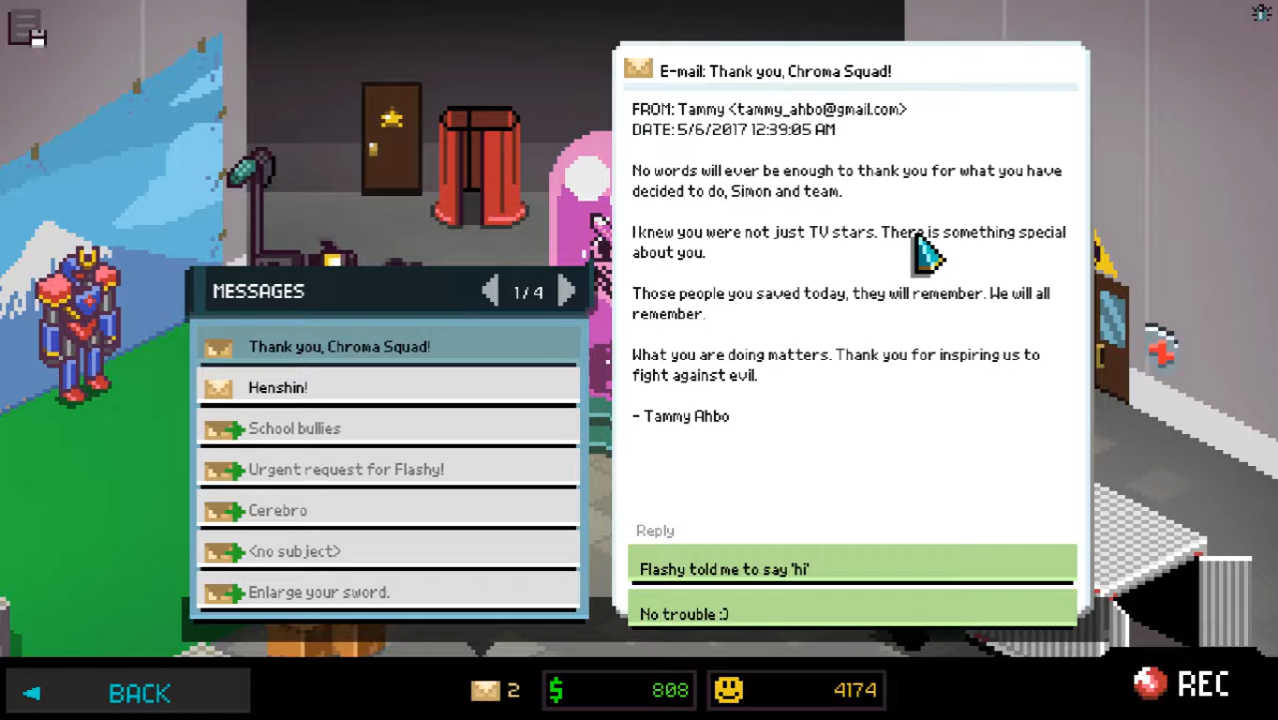 E-mail: Thank you, Chroma Squad!
FROM: Tammy <tammy_ahbo@gmail.com>
DATE: 5/6/2017 12:39:05 AM
No words will ever be enough to thank you for what you have
decided to do, Simon and team.
I knew you were not just TV stars. There is something special
about you.
Those people you saved today, they will remember. We will all
remember.
What you are doing matters. Thank you for inspiring us to
fight against evil.
- Tammy Ahbo
Reply
Flashy told me to say 'hi'
No trouble :)
MESSAGES
1/4
Thank you, Chroma Squad!
Henshin!
School bullies
Urgent request for Flashy!
Cerebro
<no subject>
Enlarge your sword.
BACK
2
$ 808
4174
REC